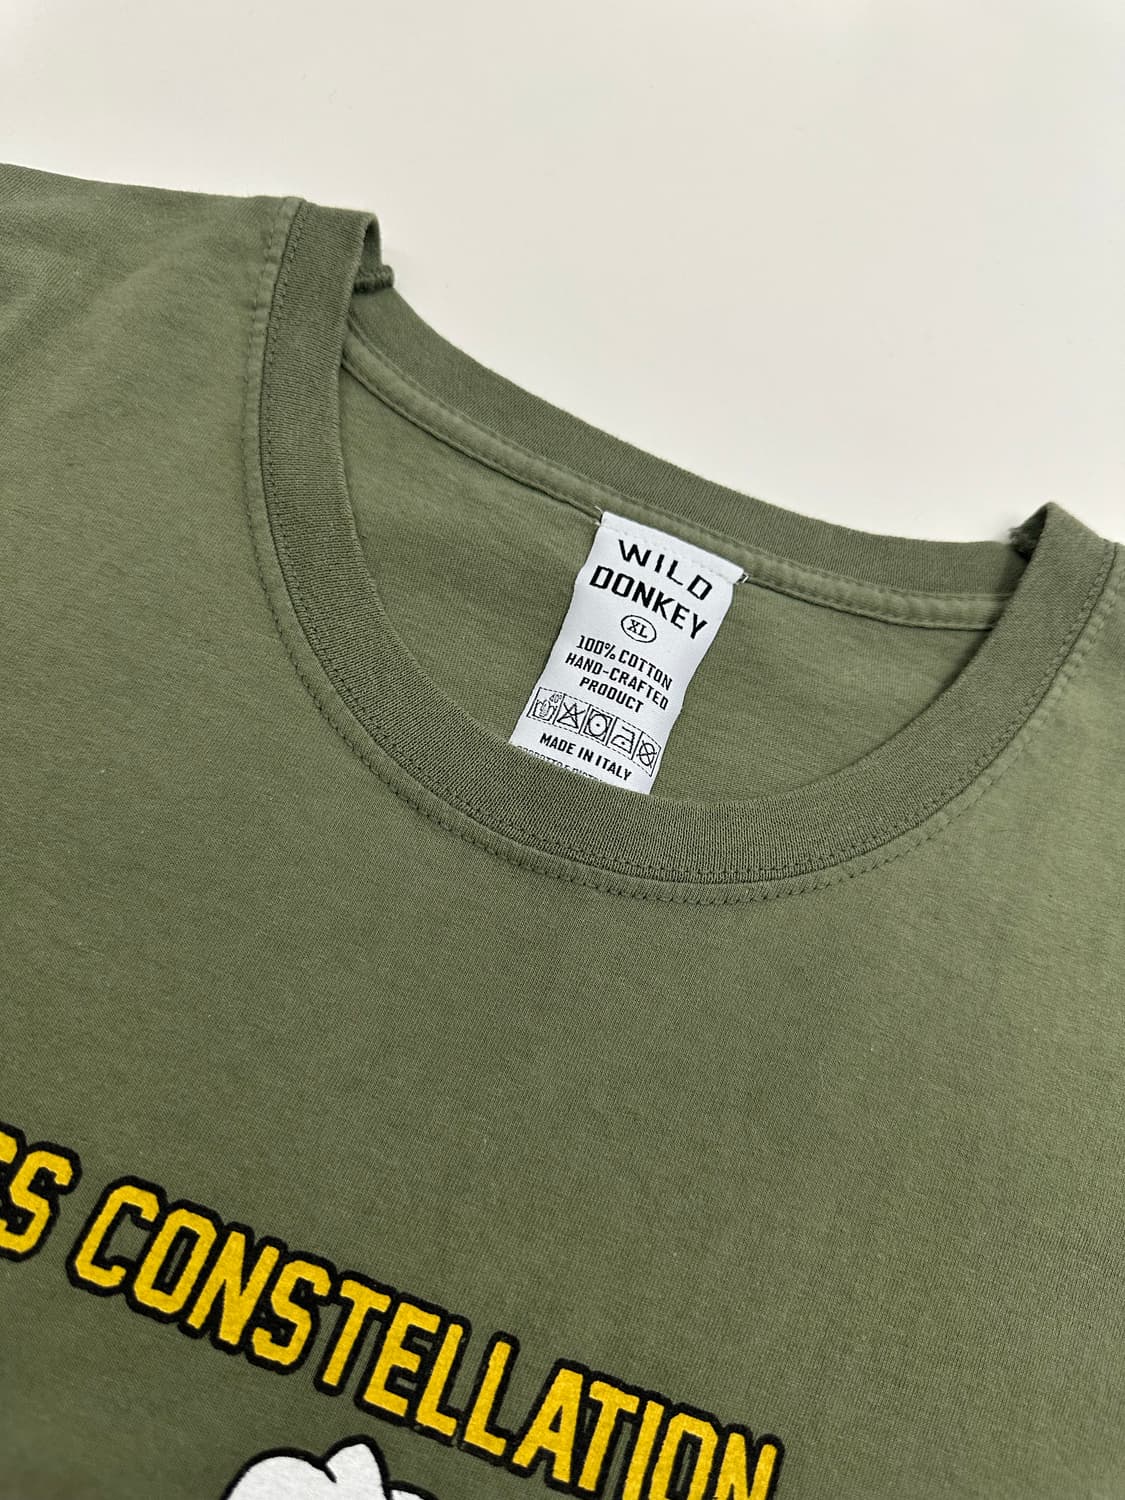 WILD
DONKEY
XL
100% COTTON
HAND-CRAFTED
PRODUCT
MADE IN ITALY
CONSTELLATION